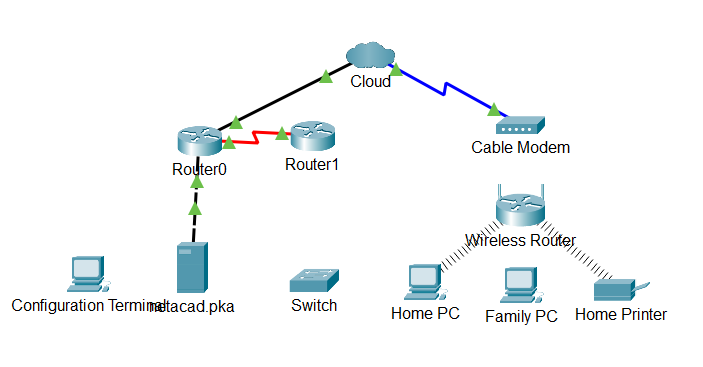 Cloud
Cable Modem
Router0
Router1
Wireless Router
Configuration Terminal
netacad.pka
Switch
Home PC
Family PC
Home Printer